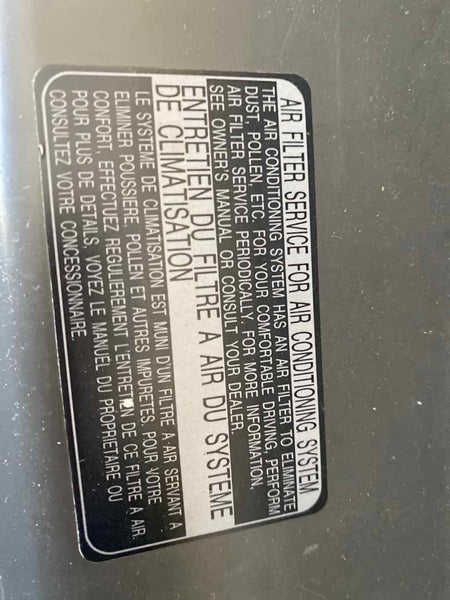 AIR FILTER SERVICE FOR AIR CONDITIONING SYSTEM
THE AIR CONDITIONING SYSTEM HAS AN AIR FILTER TO ELIMINATE
DUST, POLLEN, ETC. FOR YOUR COMFORTABLE DRIVING, PERFORM
AIR FILTER SERVICE PERIODICALLY. FOR MORE INFORMATION,
SEE OWNER'S MANUAL OR CONSULT YOUR DEALER.
ENTRETIEN DU FILTRE A AIR DU SYSTEME
DE CLIMATISATION
LE SYSTEME DE CLIMATISATION EST MUNI D'UN FILTRE A AIR SERVANT A
ELIMINER POUSSIERE, POLLEN ET AUTRES IMPURETES. POUR VOTRE
CONFORT, EFFECTUEZ REGULIEREMENT L'ENTRETIEN DE CE FILTRE A AIR.
POUR PLUS DE DETAILS, VOYEZ LE MANUEL DU PROPRIETAIRE OU
CONSULTEZ VOTRE CONCESSIONNAIRE.